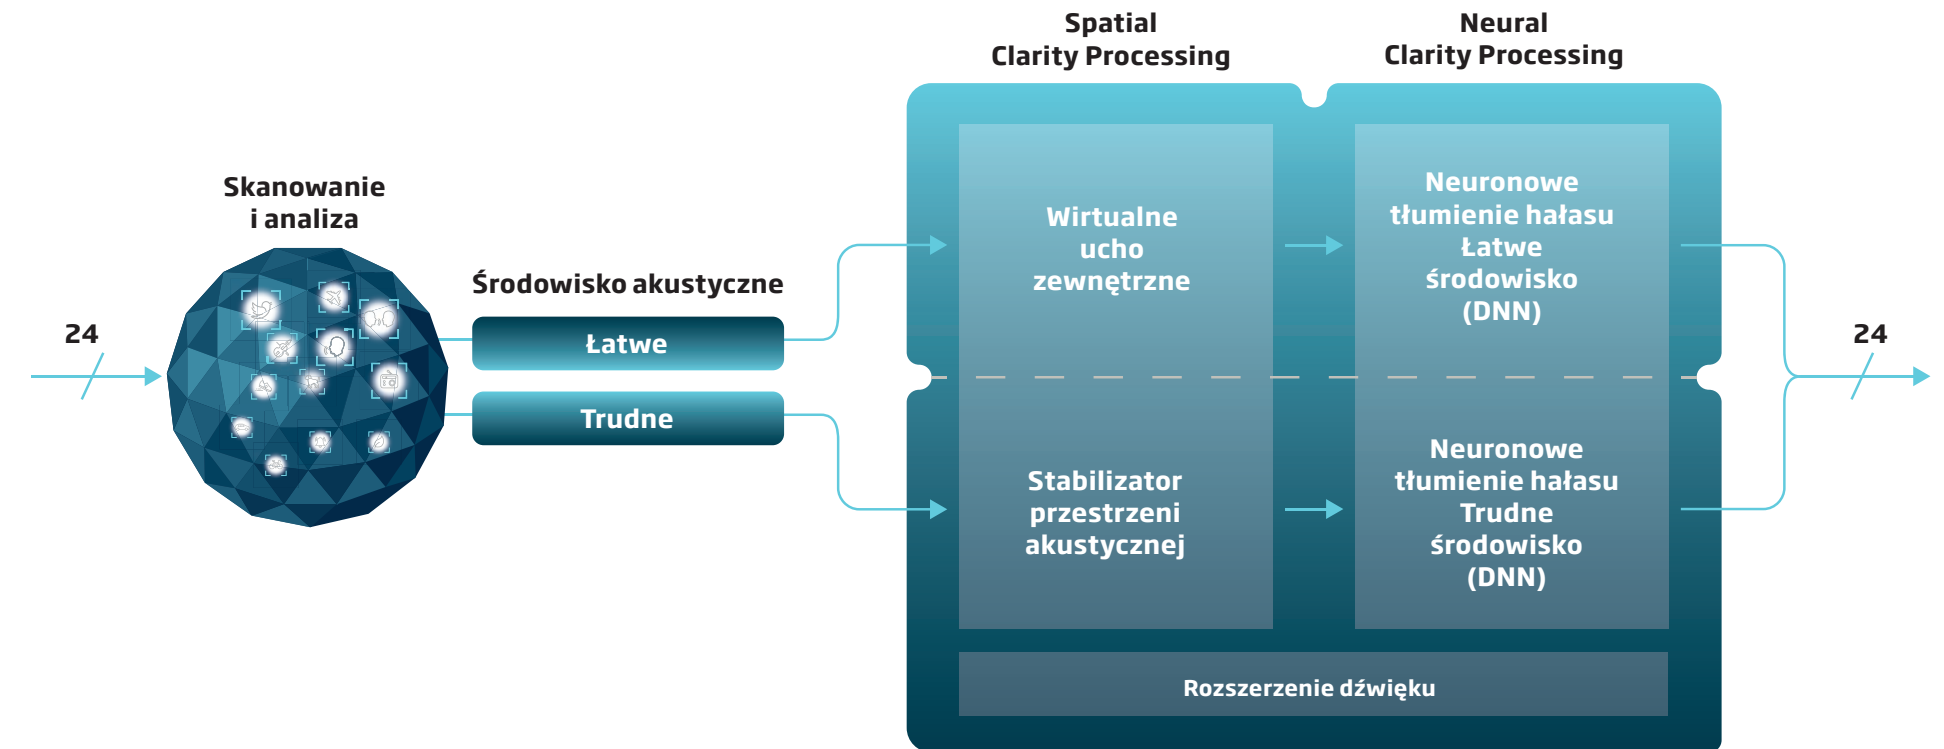 Spatial
Clarity Processing
Neural
Clarity Processing
Skanowanie
i analiza
24
Środowisko akustyczne
Łatwe
Trudne
Wirtualne
ucho
zewnętrzne
Neuronowe
tłumienie hałasu
Łatwe
środowisko
(DNN)
24
Stabilizator
przestrzeni
akustycznej
Neuronowe
tłumienie hałasu
Trudne
środowisko
(DNN)
Rozszerzenie dźwięku